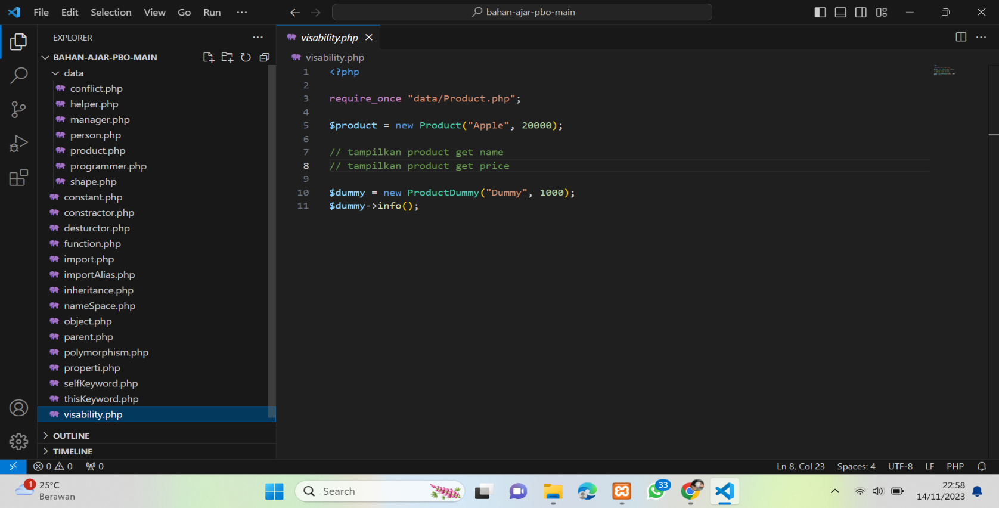 File Edit Selection View Go Run ···
bahan-ajar-pbo-main
EXPLORER
BAHAN-AJAR-PBO-MAIN
data
conflict.php
helper.php
manager.php
person.php
product.php
programmer.php
shape.php
constant.php
constractor.php
desturctor.php
function.php
import.php
importAlias.php
inheritance.php
nameSpace.php
object.php
parent.php
polymorphism.php
properti.php
selfKeyword.php
thisKeyword.php
visability.php
OUTLINE
TIMELINE
visability.php
visability.php
1 <?php
2
3 require_once "data/Product.php";
4
5 $product = new Product("Apple", 20000);
6
7 // tampilkan product get name
8 // tampilkan product get price
9
10 $dummy = new ProductDummy("Dummy", 1000);
11 $dummy->info();
0 0 0
Ln 8, Col 23 Spaces: 4 UTF-8 LF PHP
1
25°C
Berawan
Search
33
22:58
14/11/2023